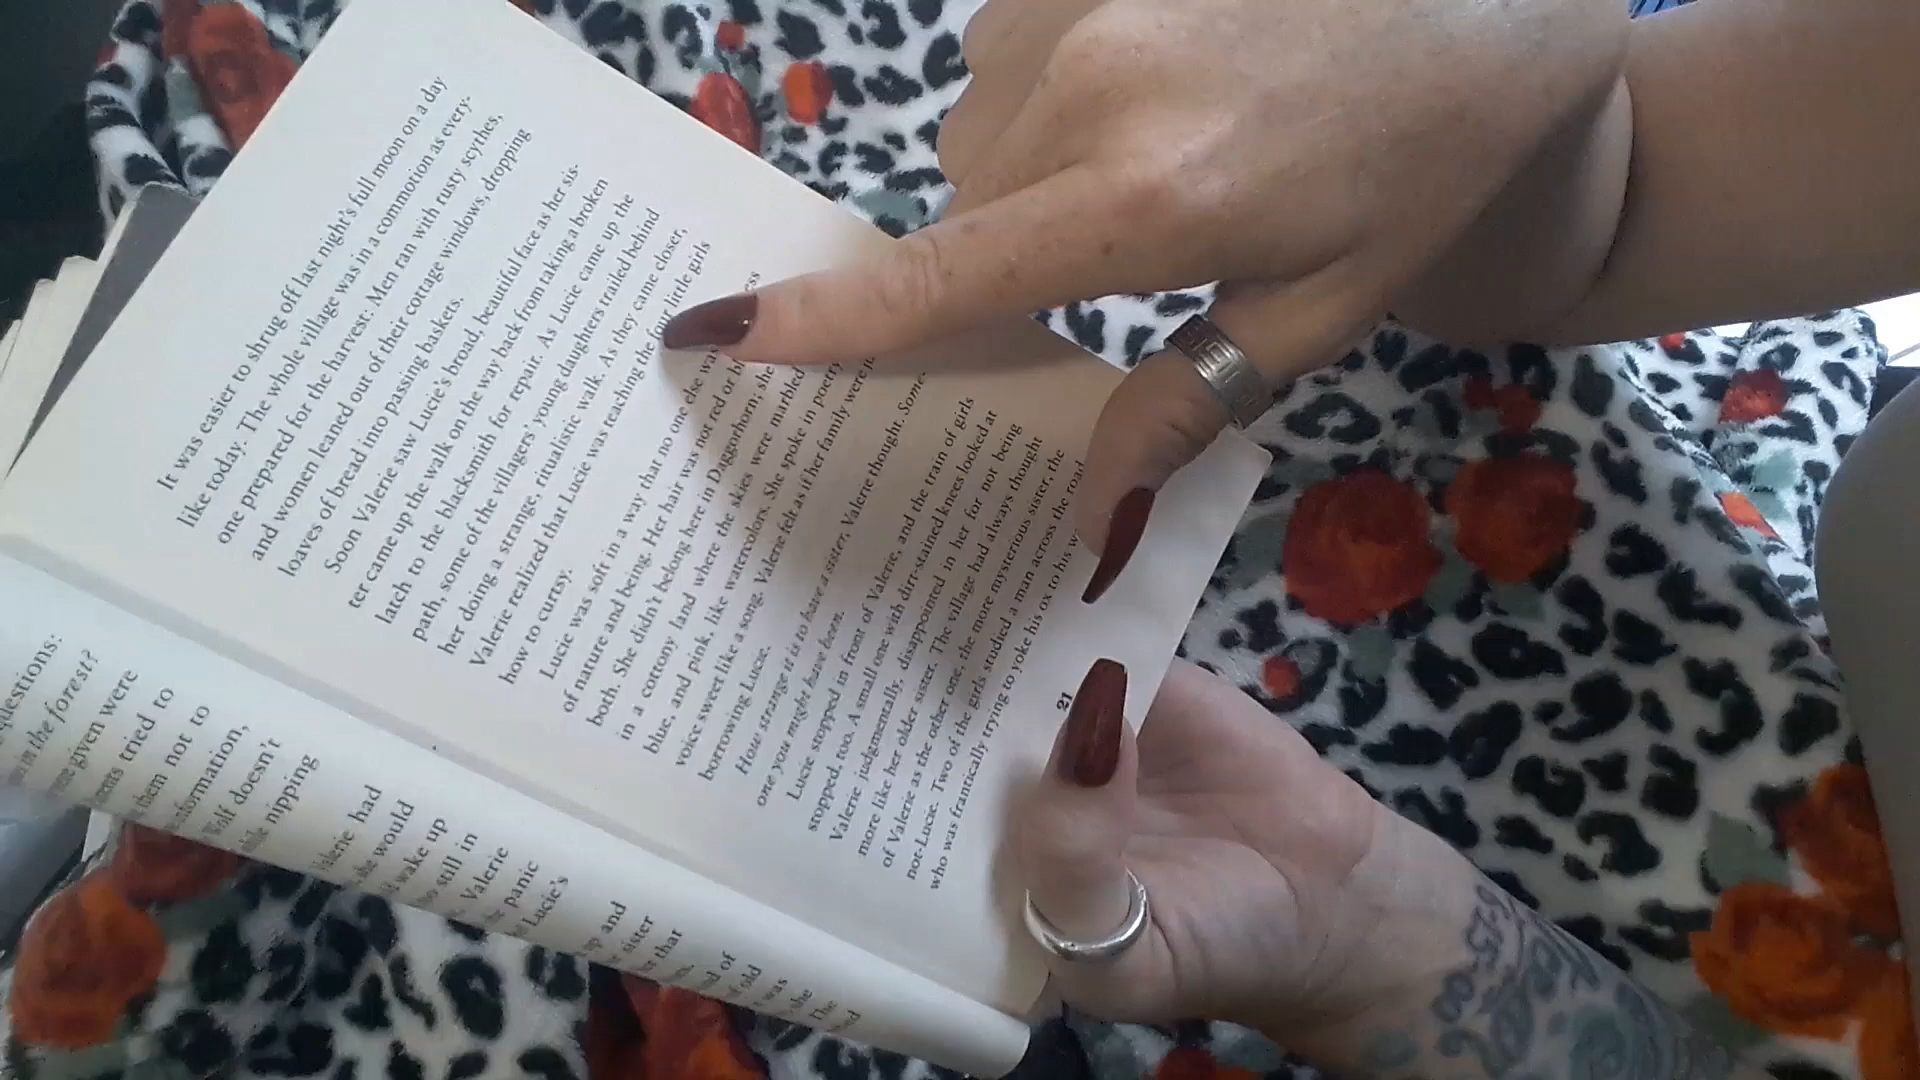 questions:
in the forest?
given were
tried to
them not to
information,
Wolf doesn't
nipping
Valerie had
she would
wake up
still in
Valerie
panic
Lucie's
and
sister
that
of
old
was
she
The
It was easier to shrug off last night's full moon on a day
like today. The whole village was in a commotion as every-
one prepared for the harvest: Men ran with rusty scythes,
and women leaned out of their cottage windows, dropping
loaves of bread into passing baskets.
Soon Valerie saw Lucie's broad, beautiful face as her sis-
ter came up the walk on the way back from taking a broken
latch to the blacksmith for repair. As Lucie came up the
path, some of the villagers' young daughters trailed behind
her doing a strange, ritualistic walk. As they came closer,
Valerie realized that Lucie was teaching the four little girls
how to curtsy.
Lucie was soft in a way that no one else was
of nature and being. Her hair was not red or
both. She didn't belong here in Daggorhorn; she
in a cottony land where the skies were marbled
blue, and pink, like watercolors. She spoke in poetry
voice sweet like a song. Valerie felt as if her family were
borrowing Lucie.
How strange it is to have a sister, Valerie thought. Some-
one you might have been.
Lucie stopped in front of Valerie, and the train of girls
stopped, too. A small one with dirt-stained knees looked at
Valerie judgmentally, disappointed in her for not being
more like her older sister. The village had always thought
of Valerie as the other one, the more mysterious sister, the
not-Lucie. Two of the girls studied a man across the road
who was frantically trying to yoke his ox to his
21
6·15·00